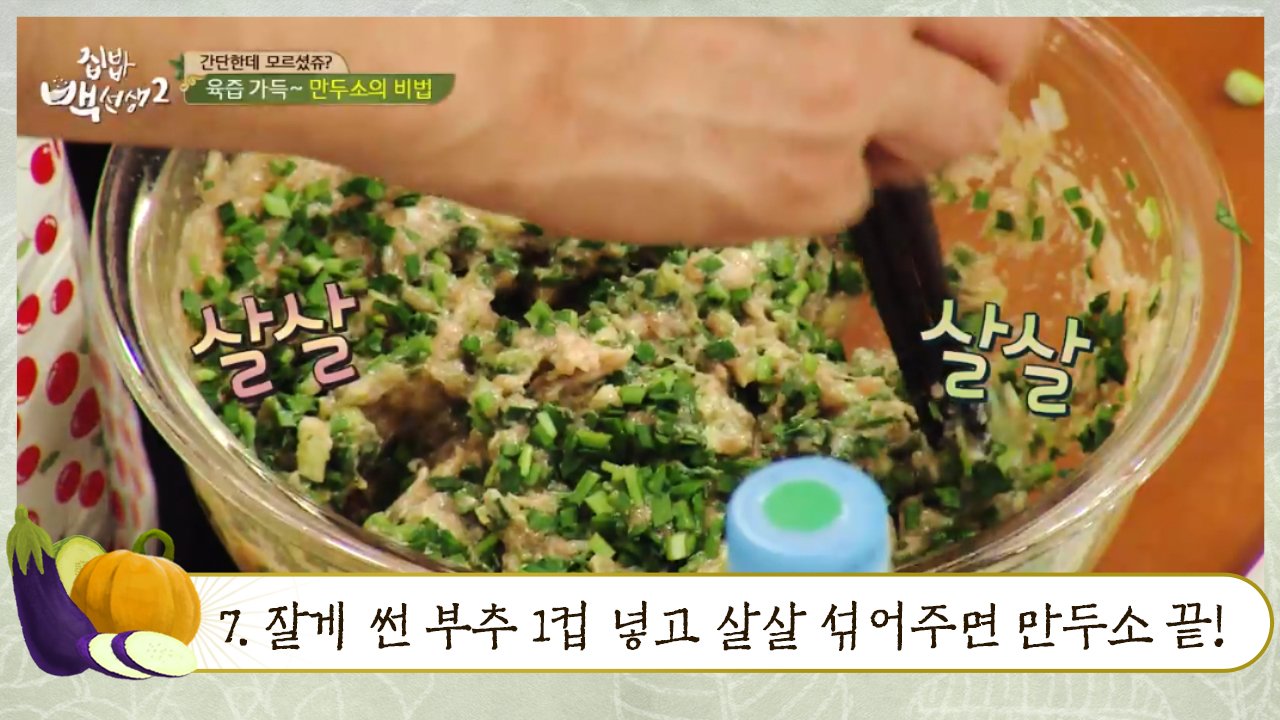 집밥
백선생2
간단한데 모르셨쥬?
육즙 가득~ 만두소의 비법
살살
살살
7. 잘게 썬 부추 1컵 넣고 살살 섞어주면 만두소 끝!